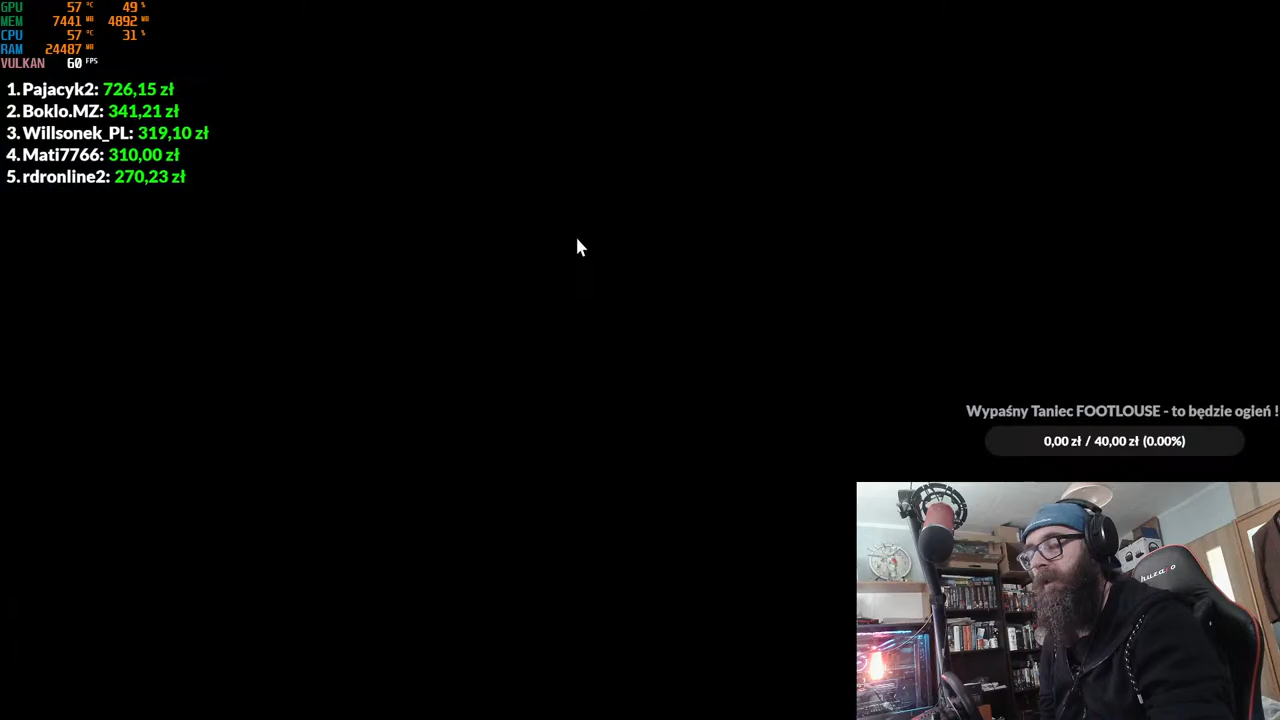 GPU 57 °C 49 %
MEM 7441 MB 4892 MB
CPU 57 °C 31 %
RAM 24487 MB
VULKAN 60 FPS
1. Pajacyk2: 726,15 zł
2. Boklo.MZ: 341,21 zł
3. Willsonek_PL: 319,10 zł
4. Mati7766: 310,00 zł
5. rdronline2: 270,23 zł
Wypaśny Taniec FOOTLOUSE - to będzie ogień !
0,00 zł / 40,00 zł (0.00%)
huzaro